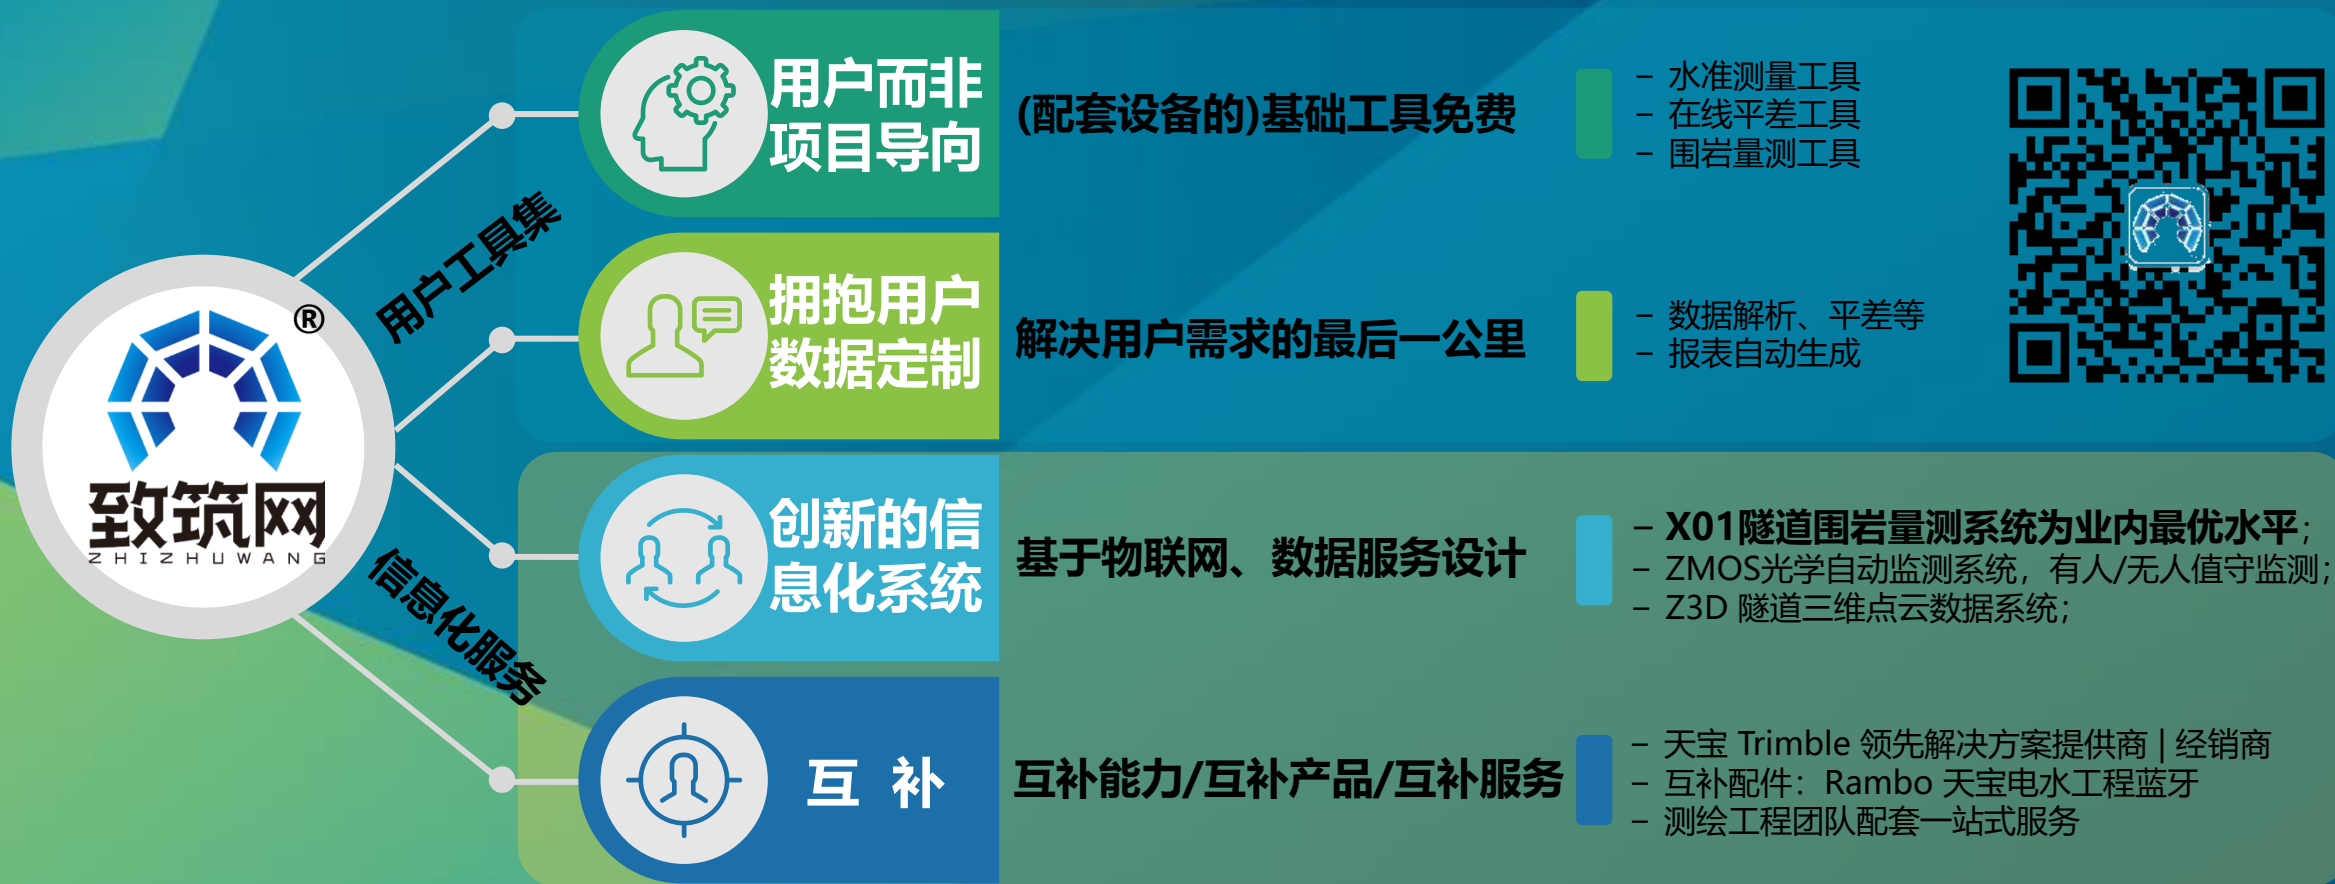 用户而非
项目导向
(配套设备的)基础工具免费
– 水准测量工具
– 在线平差工具
– 围岩量测工具
用户工具集
拥抱用户
数据定制
解决用户需求的最后一公里
– 数据解析、平差等
– 报表自动生成
®
致筑网
ZHIZHUWANG
创新的信
息化系统
基于物联网、数据服务设计
– X01隧道围岩量测系统为业内最优水平；
– ZMOS光学自动监测系统，有人/无人值守监测；
– Z3D 隧道三维点云数据系统；
信息化服务
互 补
互补能力/互补产品/互补服务
– 天宝 Trimble 领先解决方案提供商 | 经销商
– 互补配件：Rambo 天宝电水工程蓝牙
– 测绘工程团队配套一站式服务